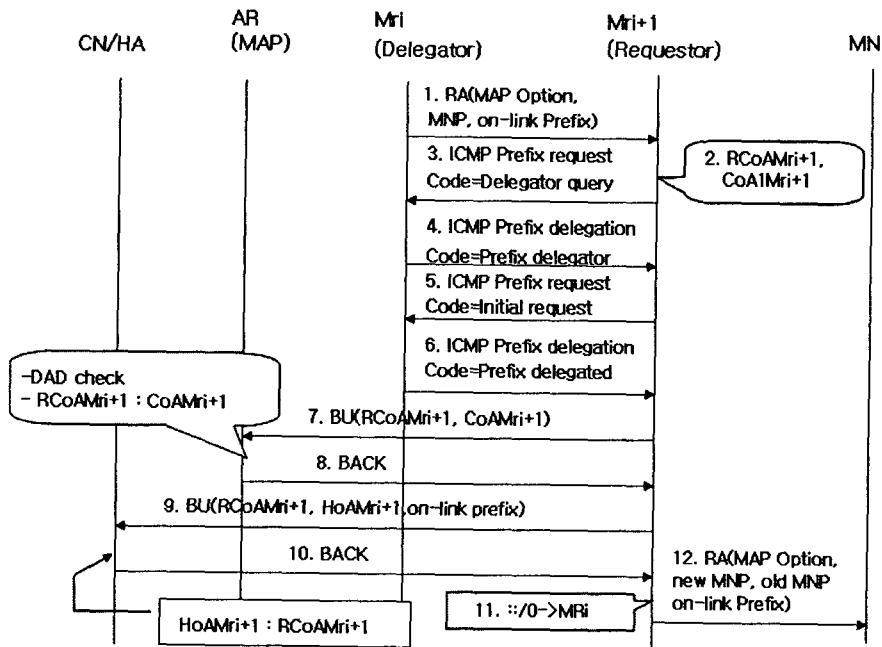 CN/HA
AR
(MAP)
Mri
(Delegator)
Mri+1
(Requestor)
MN
1. RA(MAP Option,
MNP, on-link Prefix)
2. RCoAMri+1,
CoA1Mri+1
3. ICMP Prefix request
Code=Delegator query
4. ICMP Prefix delegation
Code=Prefix delegator
5. ICMP Prefix request
Code=Initial request
6. ICMP Prefix delegation
Code=Prefix delegated
-DAD check
- RCoAMri+1 : CoAMri+1
7. BU(RCoAMri+1, CoAMri+1)
8. BACK
9. BU(RCoAMri+1, HoAMri+1,on-link prefix)
10. BACK
12. RA(MAP Option,
new MNP, old MNP
on-link Prefix)
11. ::/0->MRi
HoAMri+1 : RCoAMri+1